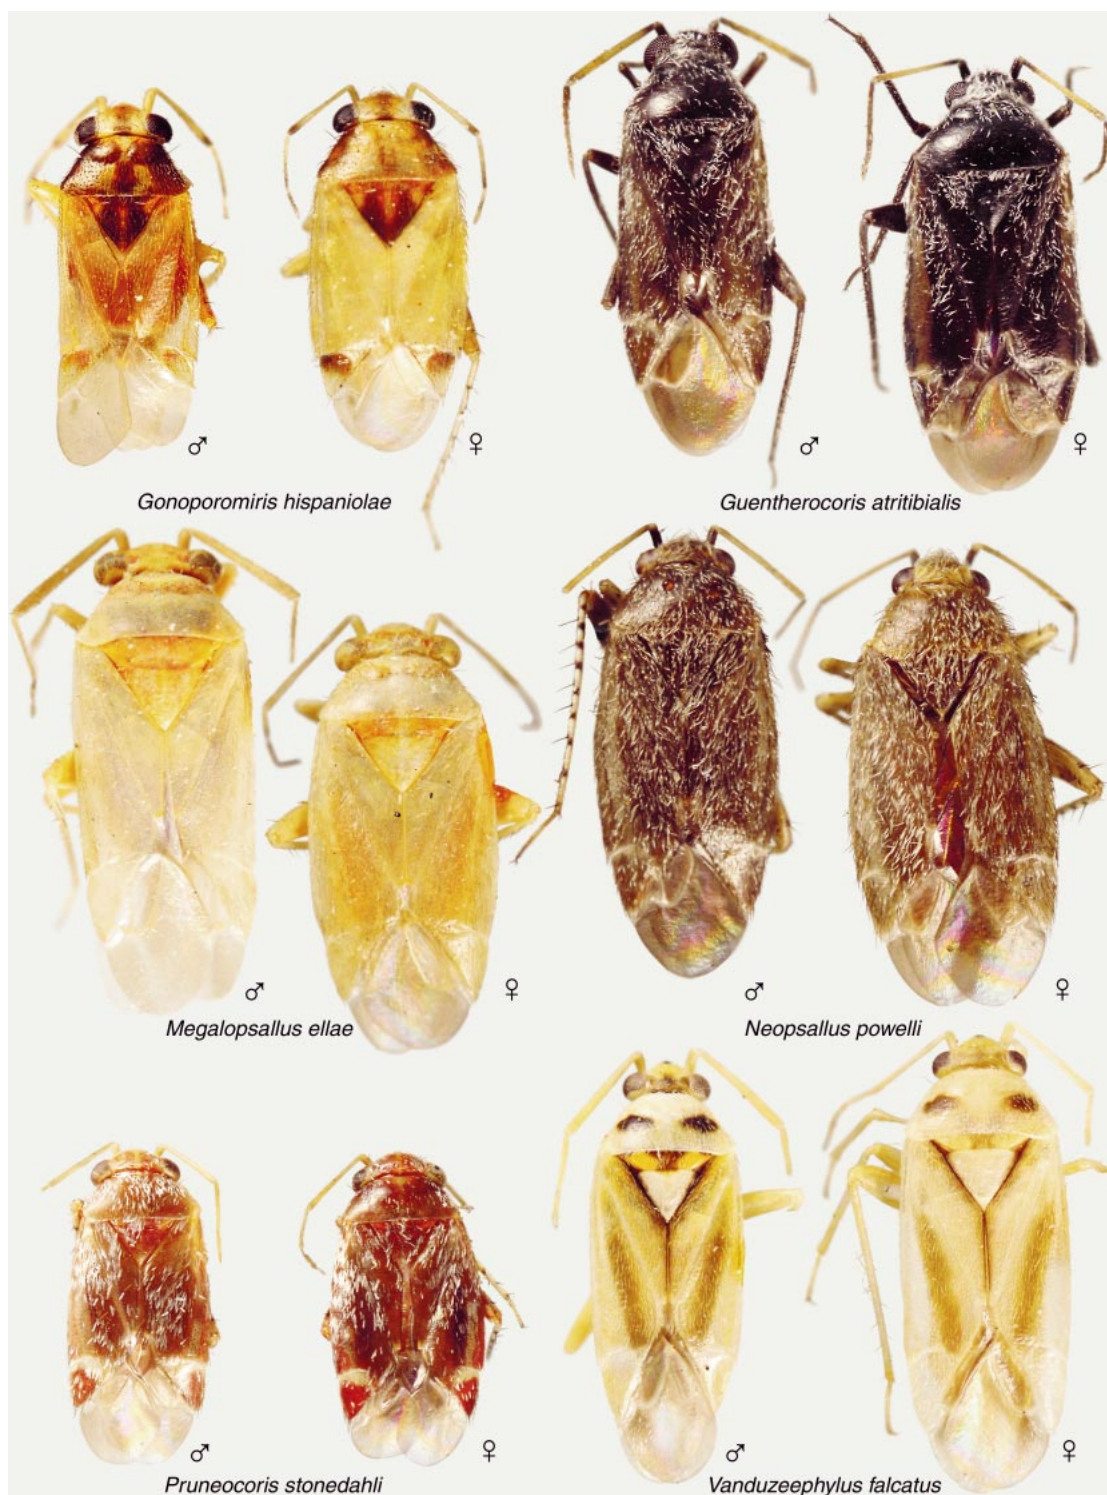 ♂ ♀ ♂ ♀
Gonoporomiris hispaniolae Guentherocoris atritibialis
♂ ♀ ♂ ♀
Megalopsallus ellae Neopsallus powelli
♂ ♀ ♂ ♀
Pruneocoris stonedahli Vanduzeephylus falcatus